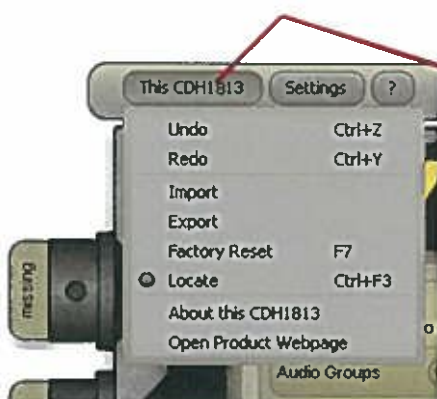 This CDH1813 Settings ?
Undo Ctrl+Z
Redo Ctrl+Y
Import
Export
Factory Reset F7
Locate Ctrl+F3
About this CDH1813
Open Product Webpage
missing
o
Audio Groups